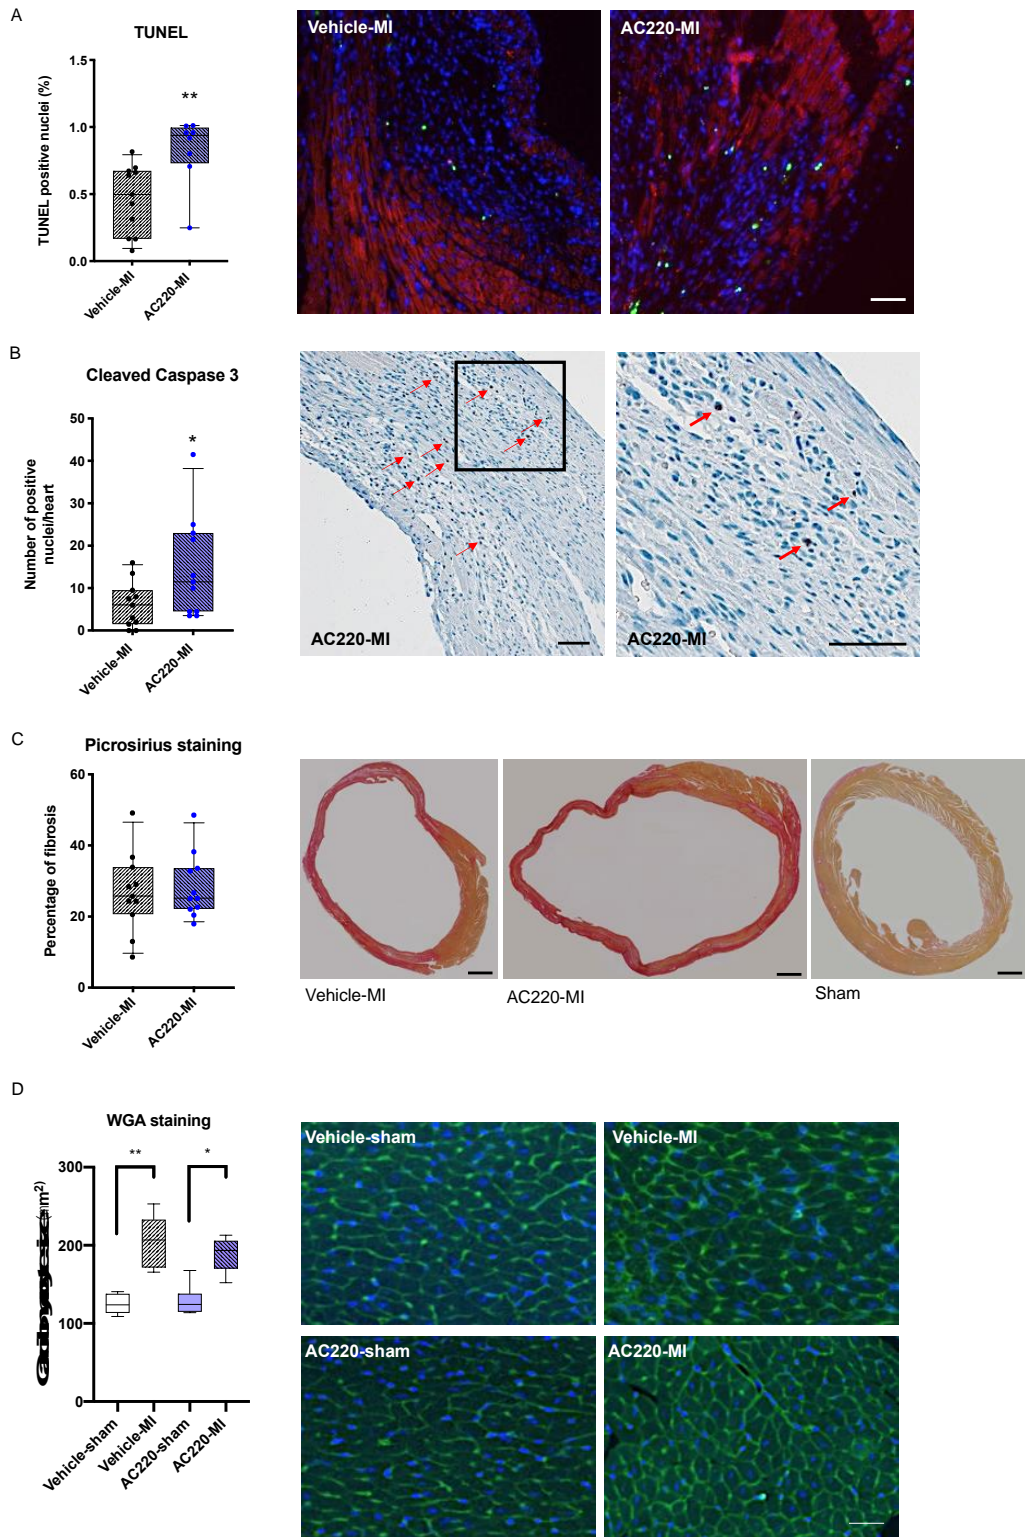 A
TUNEL
TUNEL positive nuclei (%)
1.5
1.0
0.5
0.0
**
Vehicle-MI
AC220-MI
Vehicle-MI
AC220-MI
B
Cleaved Caspase 3
Number of positive
nuclei/heart
50
40
30
20
10
0
*
Vehicle-MI
AC220-MI
AC220-MI
AC220-MI
C
Picrosirius staining
Percentage of fibrosis
60
40
20
0
Vehicle-MI
AC220-MI
Vehicle-MI
AC220-MI
Sham
D
WGA staining
300
200
100
0
**
*
Vehicle-sham
Vehicle-MI
AC220-sham
AC220-MI
Vehicle-sham
Vehicle-MI
AC220-sham
AC220-MI